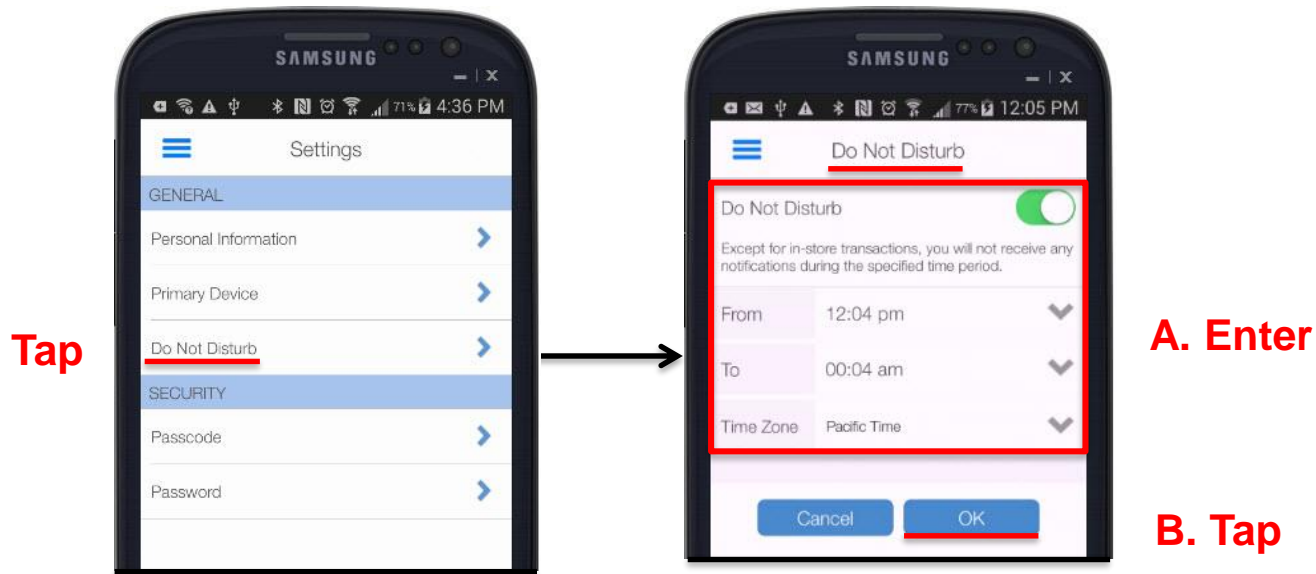 Tap
SAMSUNG
– | X
71% 4:36 PM
Settings
GENERAL
Personal Information
Primary Device
Do Not Disturb
SECURITY
Passcode
Password
SAMSUNG
– | X
77% 12:05 PM
Do Not Disturb
Do Not Disturb
Except for in-store transactions, you will not receive any
notifications during the specified time period.
From 12:04 pm
To 00:04 am
Time Zone Pacific Time
Cancel OK
A. Enter
B. Tap